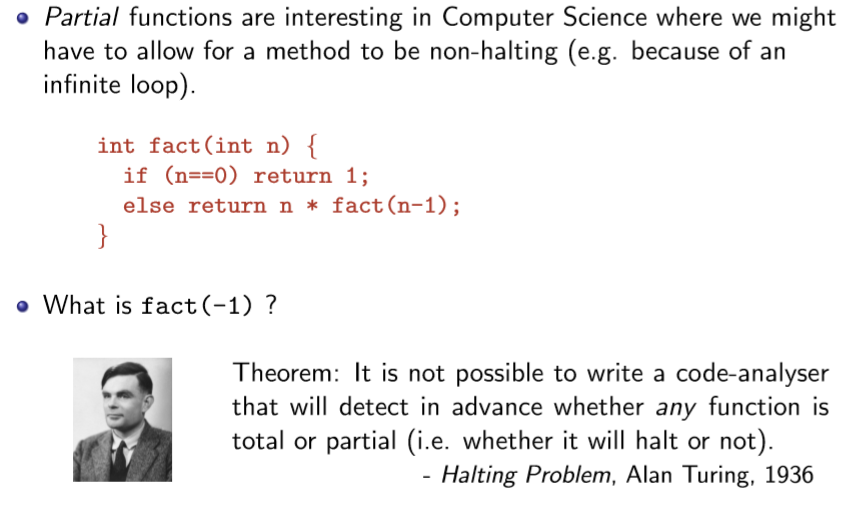 Partial functions are interesting in Computer Science where we might
have to allow for a method to be non-halting (e.g. because of an
infinite loop).
int fact(int n) {
if (n==0) return 1;
else return n * fact(n-1);
}
What is fact(-1) ?
Theorem: It is not possible to write a code-analyser
that will detect in advance whether any function is
total or partial (i.e. whether it will halt or not).
- Halting Problem, Alan Turing, 1936